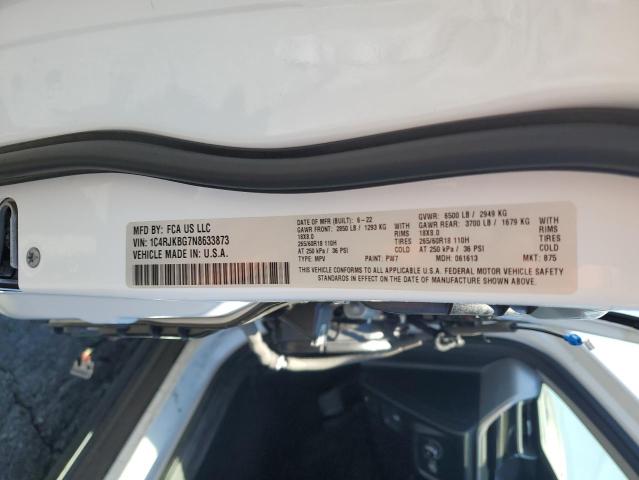 MFD BY: FCA US LLC
VIN: 1C4RJKBG7N8633873
VEHICLE MADE IN: U.S.A.
DATE OF MFR (BUILT): 6-22
GAWR FRONT: 2850 LB / 1293 KG
18X8.0
265/60R18 110H
AT 250 kPa / 36 PSI
TYPE: MPV
WITH
RIMS
TIRES
COLD
PAINT: PW7
GVWR: 6500 LB / 2949 KG
GAWR REAR: 3700 LB / 1679 KG
18X8.0
265/60R18 110H
AT 250 kPa / 36 PSI
MDH: 061613
WITH
RIMS
TIRES
COLD
MKT: 875
THIS VEHICLE CONFORMS TO ALL APPLICABLE U.S.A. FEDERAL MOTOR VEHICLE SAFETY
STANDARDS IN EFFECT ON THE DATE OF MANUFACTURE SHOWN ABOVE.